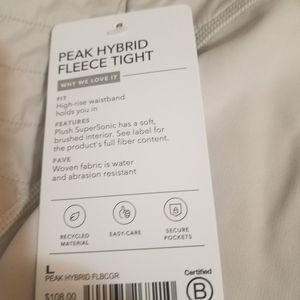 PEAK HYBRID
FLEECE TIGHT
WHY WE LOVE IT
FIT
High-rise waistband
holds you in
FEATURES
Plush SuperSonic has a soft,
brushed interior. See label for
the product's full fiber content.
FAVE
Woven fabric is water
and abrasion resistant
RECYCLED
MATERIAL
EASY-CARE
SECURE
POCKETS
L
PEAK HYBRID FLBCGR
$108.00
Certified
B